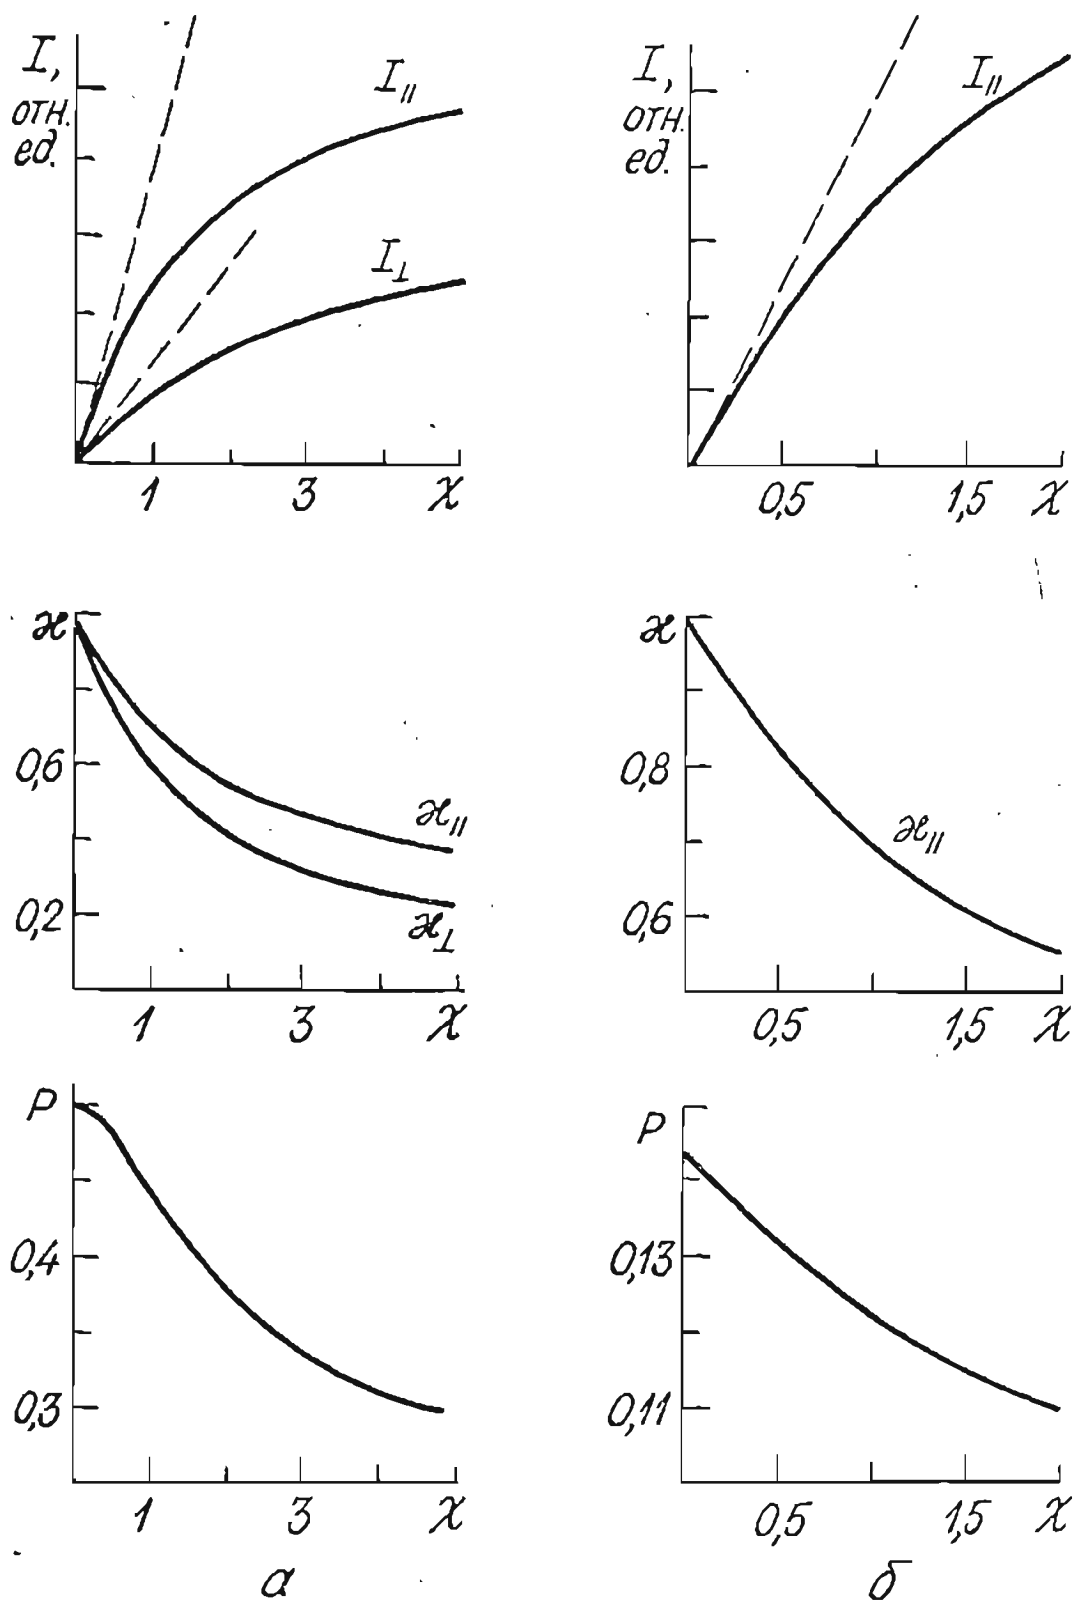 I,
отн.
ед.
I∥
I⊥
1
3
χ
I,
отн.
ед.
I∥
0,5
1,5
χ
ϰ
0,6
0,2
ϰ∥
ϰ⊥
1
3
χ
ϰ
0,8
0,6
ϰ∥
0,5
1,5
χ
P
0,4
0,3
1
3
χ
а
P
0,13
0,11
0,5
1,5
χ
б